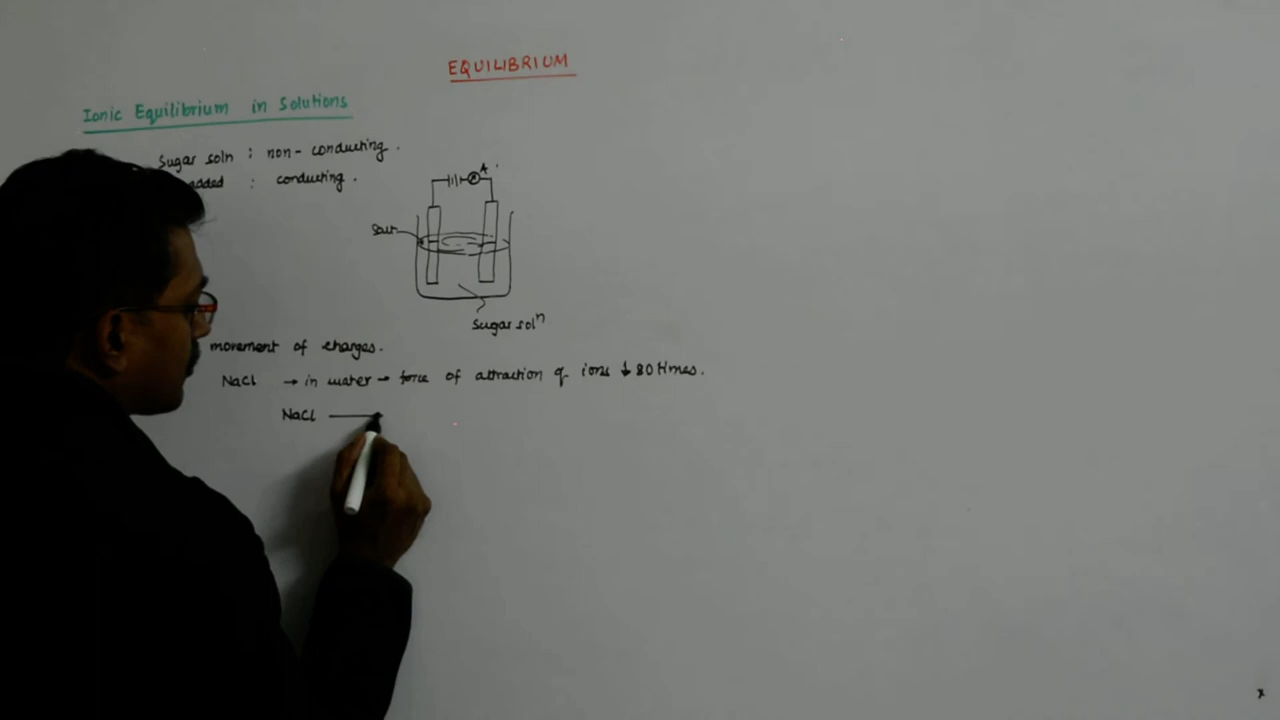 EQUILIBRIUM
Ionic Equilibrium in Solutions
Sugar soln : non-conducting.
added : conducting.
A
Salt
Sugar solⁿ
movement of charges.
NaCl → in water → force of attraction of ions ↓ 80 times.
NaCl